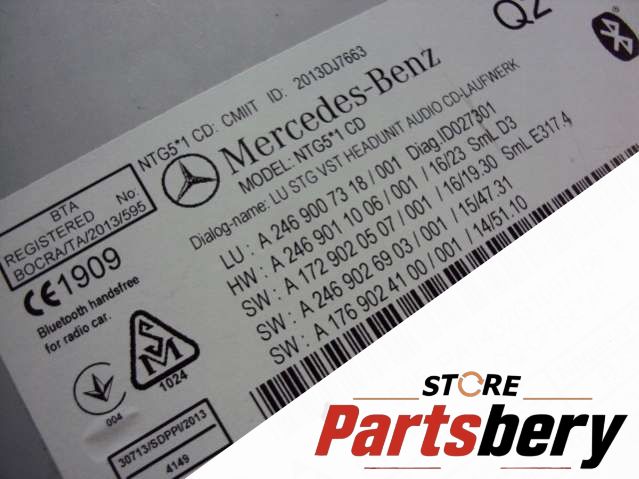 Q2
NTG5*1 CD: CMIIT ID: 2013DJ7663
Mercedes-Benz
MODEL: NTG5*1 CD
Dialog-name: LU STG VST HEADUNIT AUDIO CD-LAUFWERK
LU : A 246 900 73 18 / 001 Diag.ID027301
HW : A 246 901 10 06 / 001 / 16/23 SmL D3
SW : A 172 902 05 07 / 001 / 16/19.30 SmL E317.4
SW : A 246 902 69 03 / 001 / 15/47.31
SW : A 176 902 41 00 / 001 / 14/51.10
BTA No.
REGISTERED
BOCRA/TA/2013/595
CE1909
Bluetooth handsfree
for radio car.
SM
1024
004
30713/SDPPI/2013
4149
STORE
Partsbery